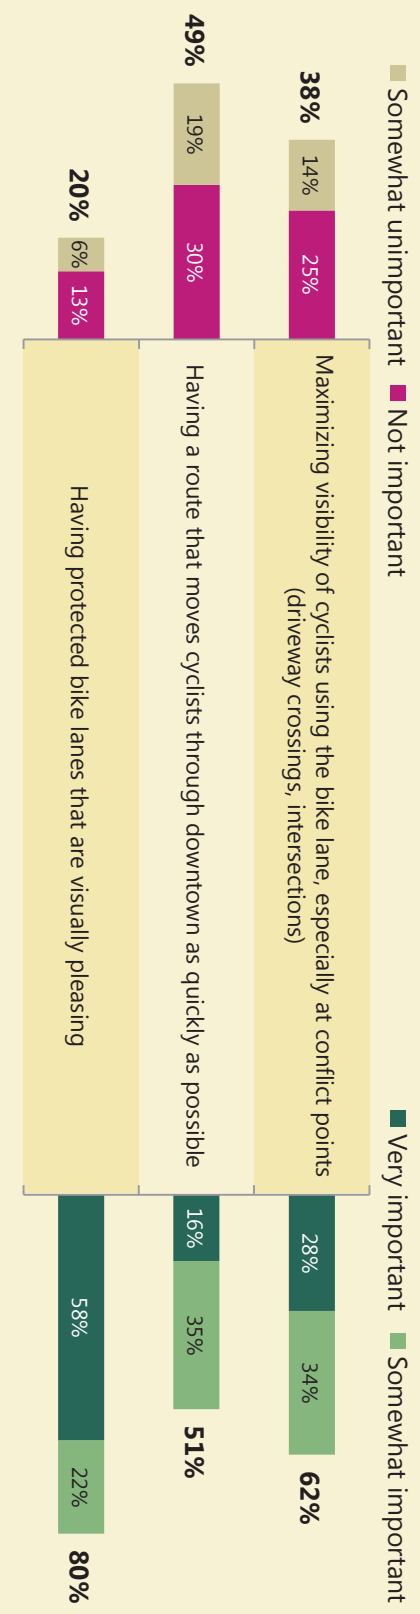 Somewhat unimportant Not important Very important Somewhat important
38% 14% 25% Maximizing visibility of cyclists using the bike lane, especially at conflict points 28% 34% 62%
(driveway crossings, intersections)
49% 19% 30% Having a route that moves cyclists through downtown as quickly as possible 16% 35% 51%
20% 6% 13% Having protected bike lanes that are visually pleasing 58% 22% 80%